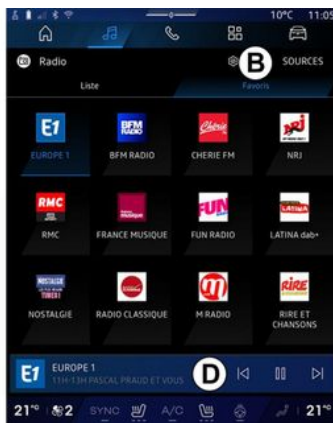 10°C 11:05
Radio
B
SOURCES
Liste
Favoris
E1
BFM RADIO
Chérie
NRJ
EUROPE 1
BFM RADIO
CHERIE FM
NRJ
RMC
musique
FUN
LATINA
RMC
FRANCE MUSIQUE
FUN RADIO
LATINA dab+
NOSTALGIE
M
RIRE
NOSTALGIE
RADIO CLASSIQUE
M RADIO
RIRE ET CHANSONS
E1
EUROPE 1
11H-13H PASCAL PRAUD ET VOUS
D
21°° 2 SYNC A/C 21°°